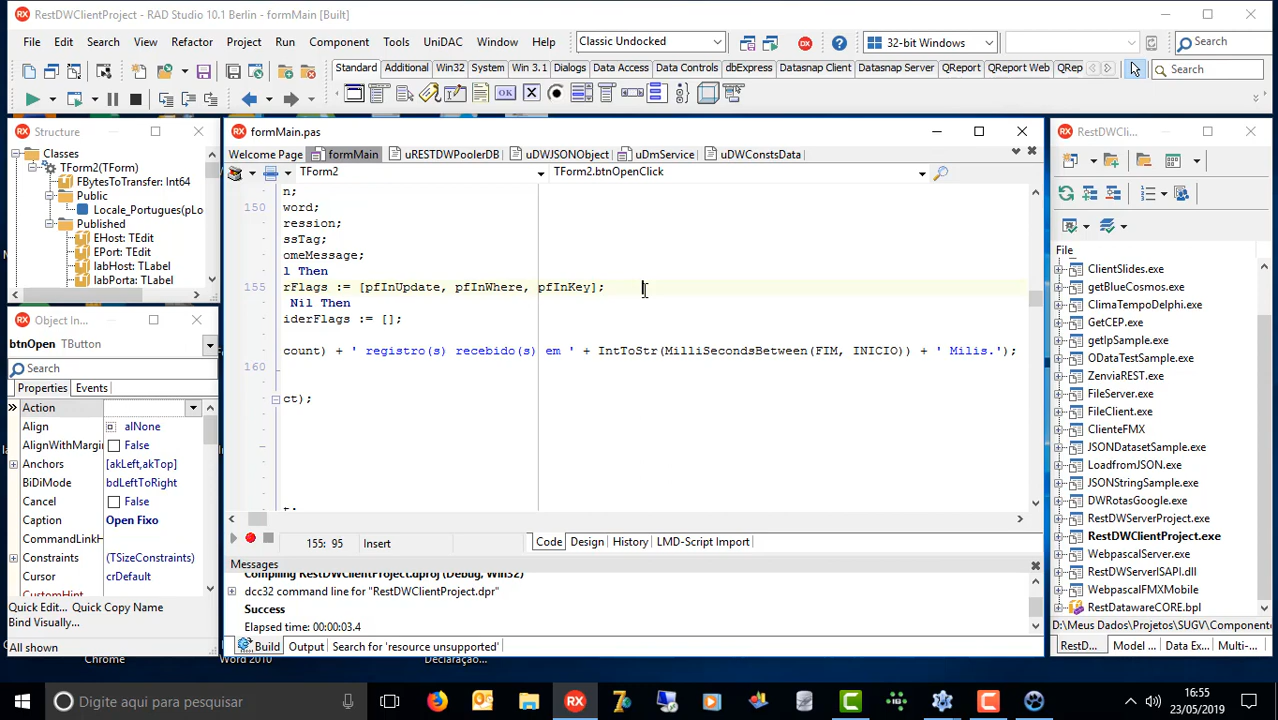 RestDWClientProject - RAD Studio 10.1 Berlin - formMain [Built]
File Edit Search View Refactor Project Run Component Tools UniDAC Window Help
Classic Undocked
32-bit Windows
Search
Standard Additional Win32 System Win 3.1 Dialogs Data Access Data Controls dbExpress Datasnap Client Datasnap Server QReport QReport Web QRep
Search
Structure
Classes
TForm2(TForm)
FBytesToTransfer: Int64
Public
Locale_Portugues(pLo
Published
EHost: TEdit
EPort: TEdit
labHost: TLabel
labPorta: TLabel
Object In...
btnOpen TButton
Search
Properties Events
Action
Align alNone
AlignWithMargin False
Anchors [akLeft,akTop]
BiDiMode bdLeftToRight
Cancel False
Caption Open Fixo
CommandLinkH
Constraints (TSizeConstraints)
Cursor crDefault
CustomHint
Quick Edit... Quick Copy Name
Bind Visually...
All shown
formMain.pas
Welcome Page formMain uRESTDWPoolerDB uDWJSONObject uDmService uDWConstsData
TForm2 TForm2.btnOpenClick
n;
150 word;
ression;
ssTag;
omeMessage;
l Then
155 rFlags := [pfInUpdate, pfInWhere, pfInKey];
Nil Then
iderFlags := [];
count) + ' registro(s) recebido(s) em ' + IntToStr(MilliSecondsBetween(FIM, INICIO)) + ' Milis.');
160
ct);
t;
155: 95 Insert Code Design History LMD-Script Import
Messages
Compiling RestDWClientProject.dproj (Debug, Win32)
dcc32 command line for "RestDWClientProject.dpr"
Success
Elapsed time: 00:00:03.4
Build Output Search for 'resource unsupported'
RestDWCli...
File
ClientSlides.exe
getBlueCosmos.exe
ClimaTempoDelphi.exe
GetCEP.exe
getIpSample.exe
ODataTestSample.exe
ZenviaREST.exe
FileServer.exe
FileClient.exe
ClienteFMX
JSONDatasetSample.exe
LoadfromJSON.exe
JSONStringSample.exe
DWRotasGoogle.exe
RestDWServerProject.exe
RestDWClientProject.exe
WebpascalServer.exe
RestDWServerISAPI.dll
WebpascalFMXMobile
RestDatawareCORE.bpl
D:\Meus Dados\Projetos\SUGV\Compone
RestD... Model ... Data Ex... Multi-...
Chrome
Word 2010
Declaração...
Digite aqui para pesquisar
16:55
23/05/2019